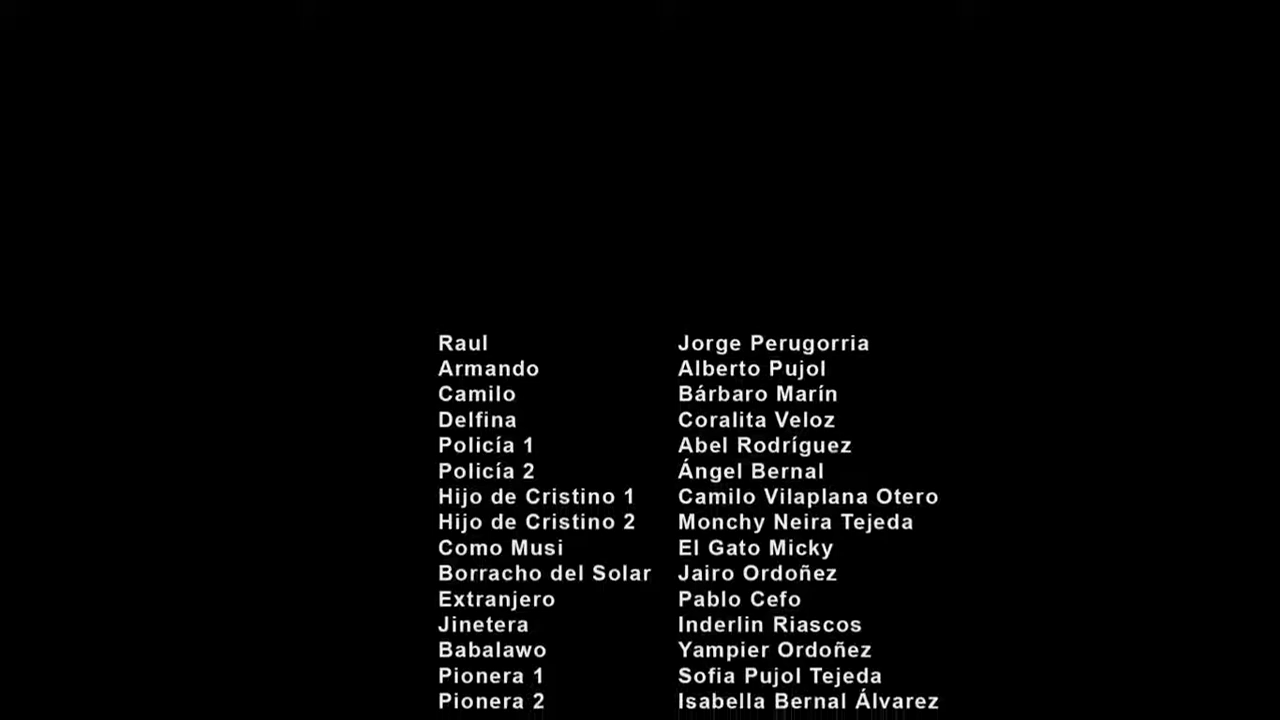 Raul Jorge Perugorria
Armando Alberto Pujol
Camilo Bárbaro Marín
Delfina Coralita Veloz
Policía 1 Abel Rodríguez
Policía 2 Ángel Bernal
Hijo de Cristino 1 Camilo Vilaplana Otero
Hijo de Cristino 2 Monchy Neira Tejeda
Como Musi El Gato Micky
Borracho del Solar Jairo Ordoñez
Extranjero Pablo Cefo
Jinetera Inderlin Riascos
Babalawo Yampier Ordoñez
Pionera 1 Sofia Pujol Tejeda
Pionera 2 Isabella Bernal Álvarez